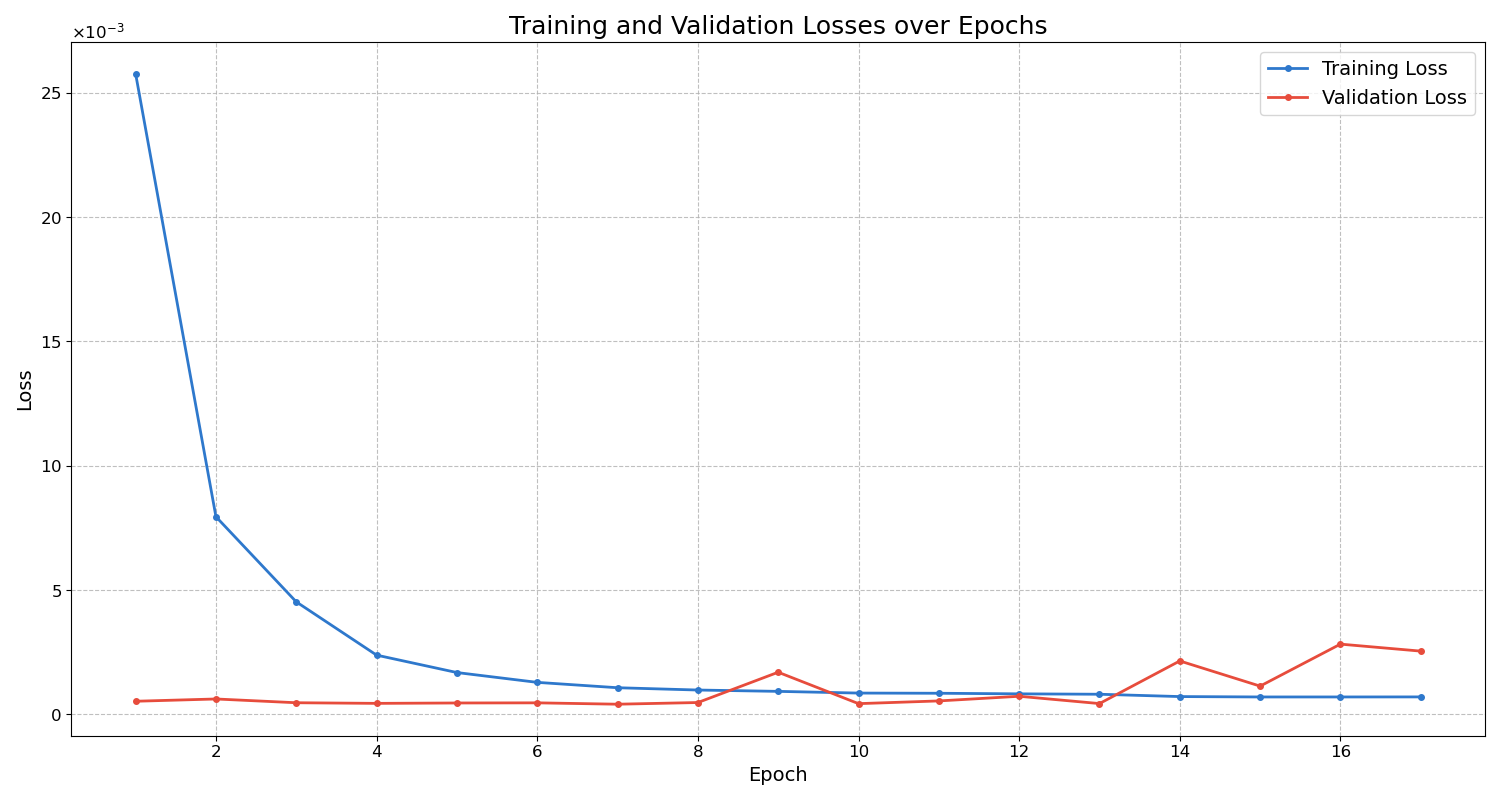 Training and Validation Losses over Epochs
×10⁻³
Training Loss
Validation Loss
25
20
15
10
5
0
Loss
2 4 6 8 10 12 14 16
Epoch